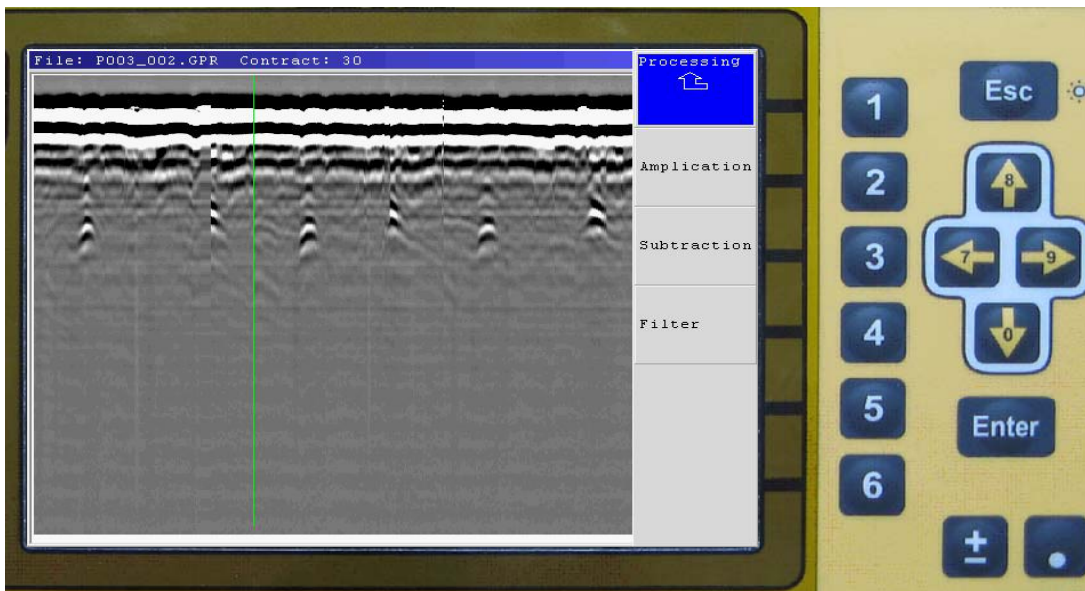 File: P003_002.GPR Contract: 30
Processing
Amplication
Subtraction
Filter
1
2
3
4
5
6
Esc
8
7
9
0
Enter
±
.